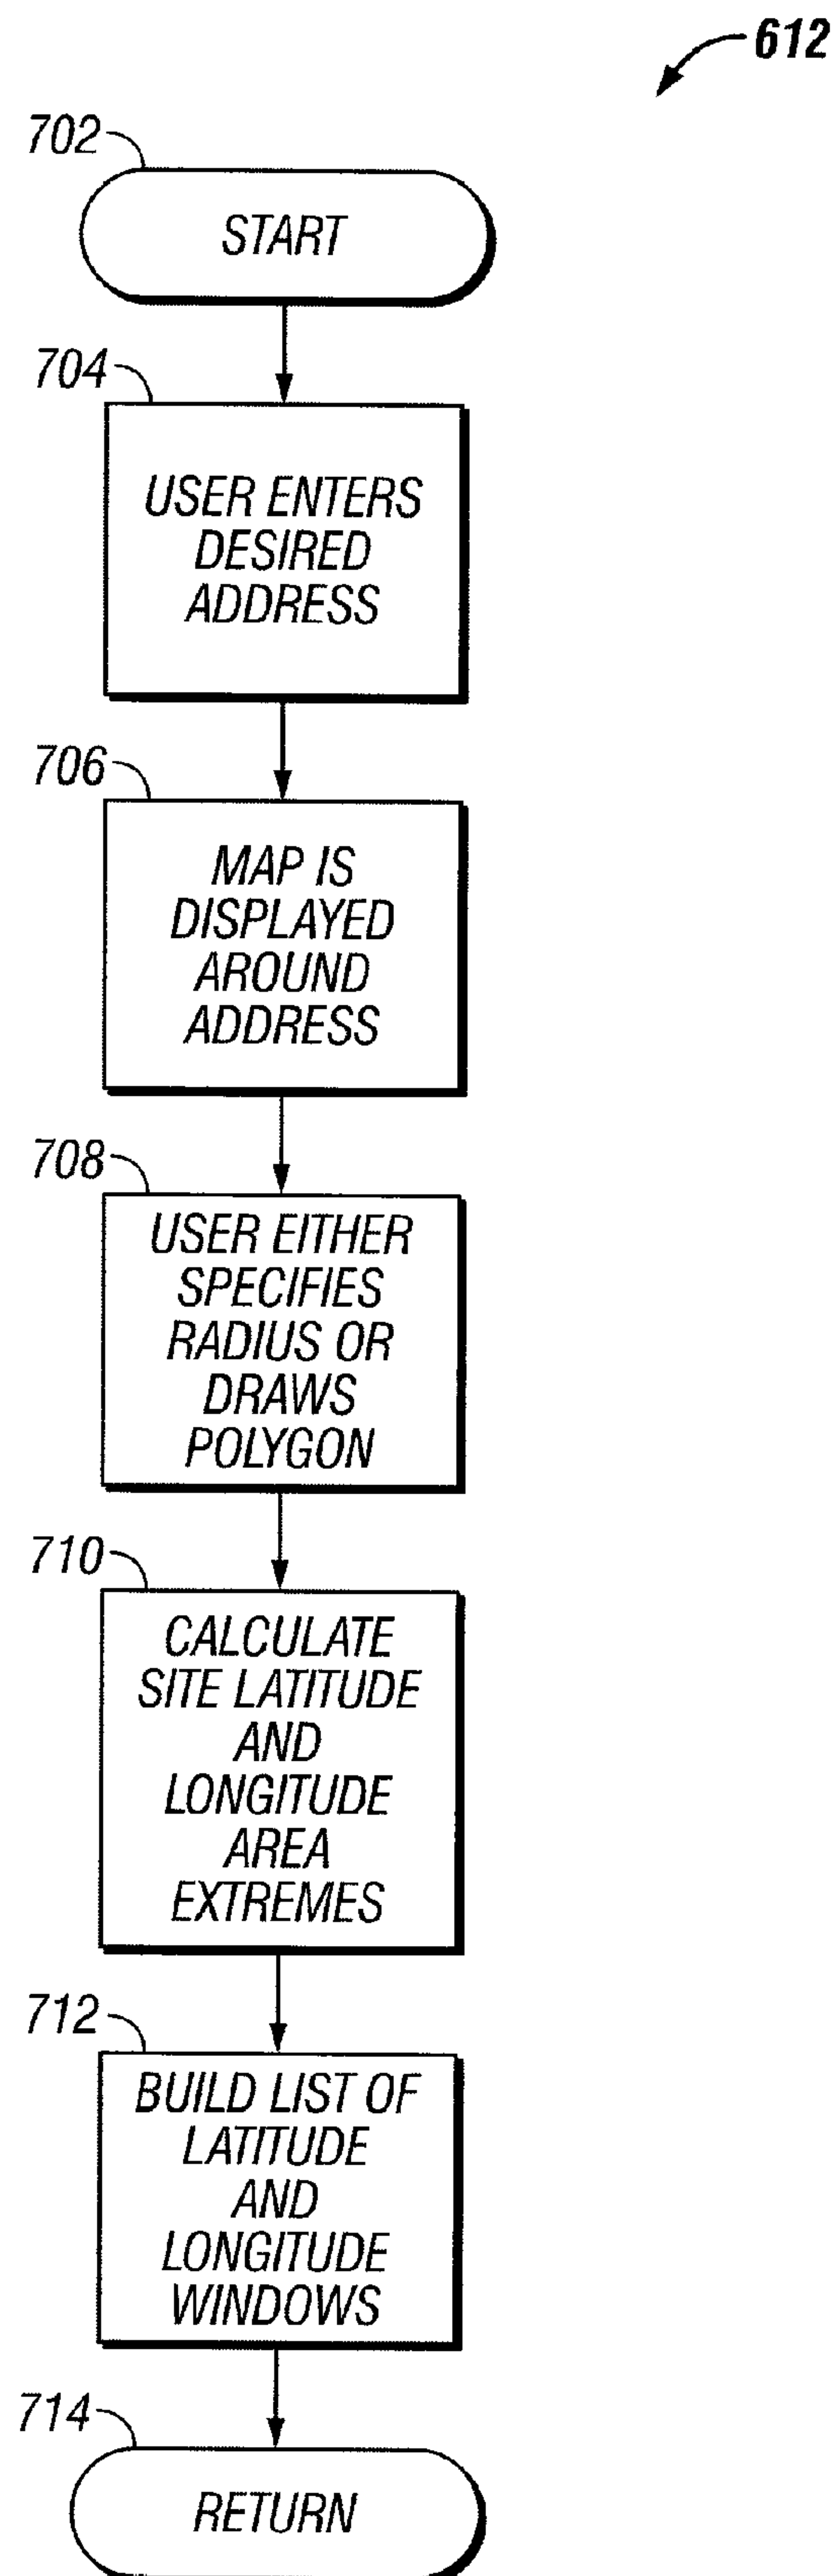 612
702
START
704
USER ENTERS
DESIRED
ADDRESS
706
MAP IS
DISPLAYED
AROUND
ADDRESS
708
USER EITHER
SPECIFIES
RADIUS OR
DRAWS
POLYGON
710
CALCULATE
SITE LATITUDE
AND
LONGITUDE
AREA
EXTREMES
712
BUILD LIST OF
LATITUDE
AND
LONGITUDE
WINDOWS
714
RETURN